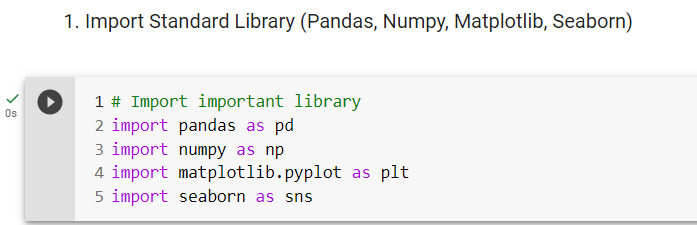 1. Import Standard Library (Pandas, Numpy, Matplotlib, Seaborn)
0s
1 # Import important library
2 import pandas as pd
3 import numpy as np
4 import matplotlib.pyplot as plt
5 import seaborn as sns